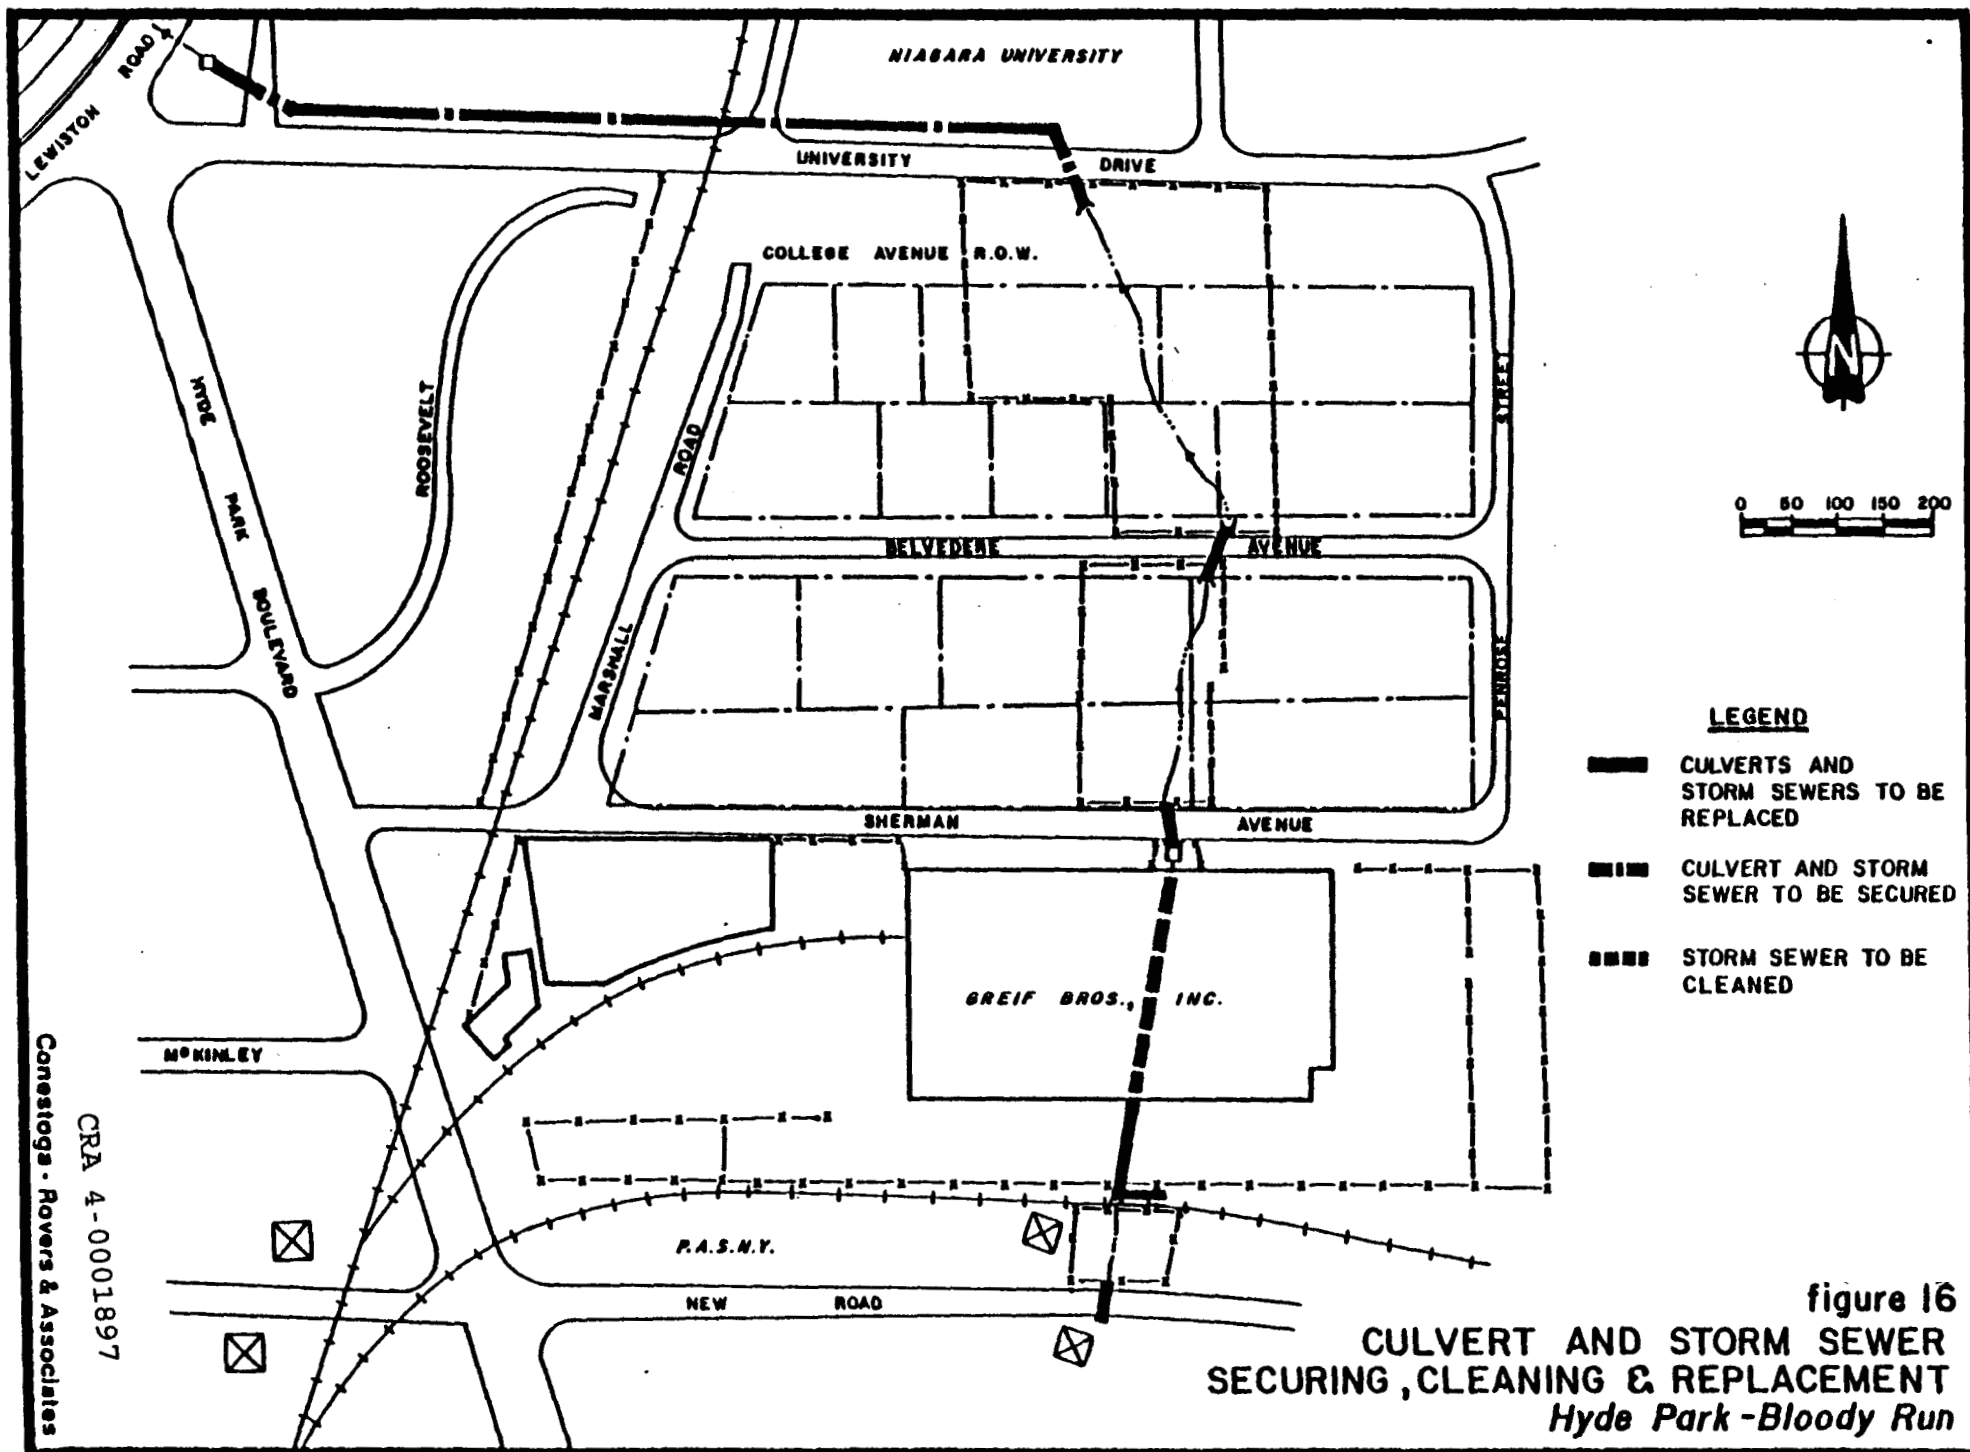 NIAGARA UNIVERSITY
LEWISTON ROAD
UNIVERSITY DRIVE
COLLEGE AVENUE R.O.W.
HYDE PARK BOULEVARD
ROOSEVELT
MARSHALL ROAD
PENROSE STREET
N
0 50 100 150 200
BELVEDERE AVENUE
LEGEND
CULVERTS AND
STORM SEWERS TO BE
REPLACED
CULVERT AND STORM
SEWER TO BE SECURED
STORM SEWER TO BE
CLEANED
SHERMAN AVENUE
GREIF BROS., INC.
McKINLEY
P.A.S.N.Y.
NEW ROAD
CRA 4-0001897
Conestoga - Rovers & Associates
figure 16
CULVERT AND STORM SEWER
SECURING, CLEANING & REPLACEMENT
Hyde Park - Bloody Run